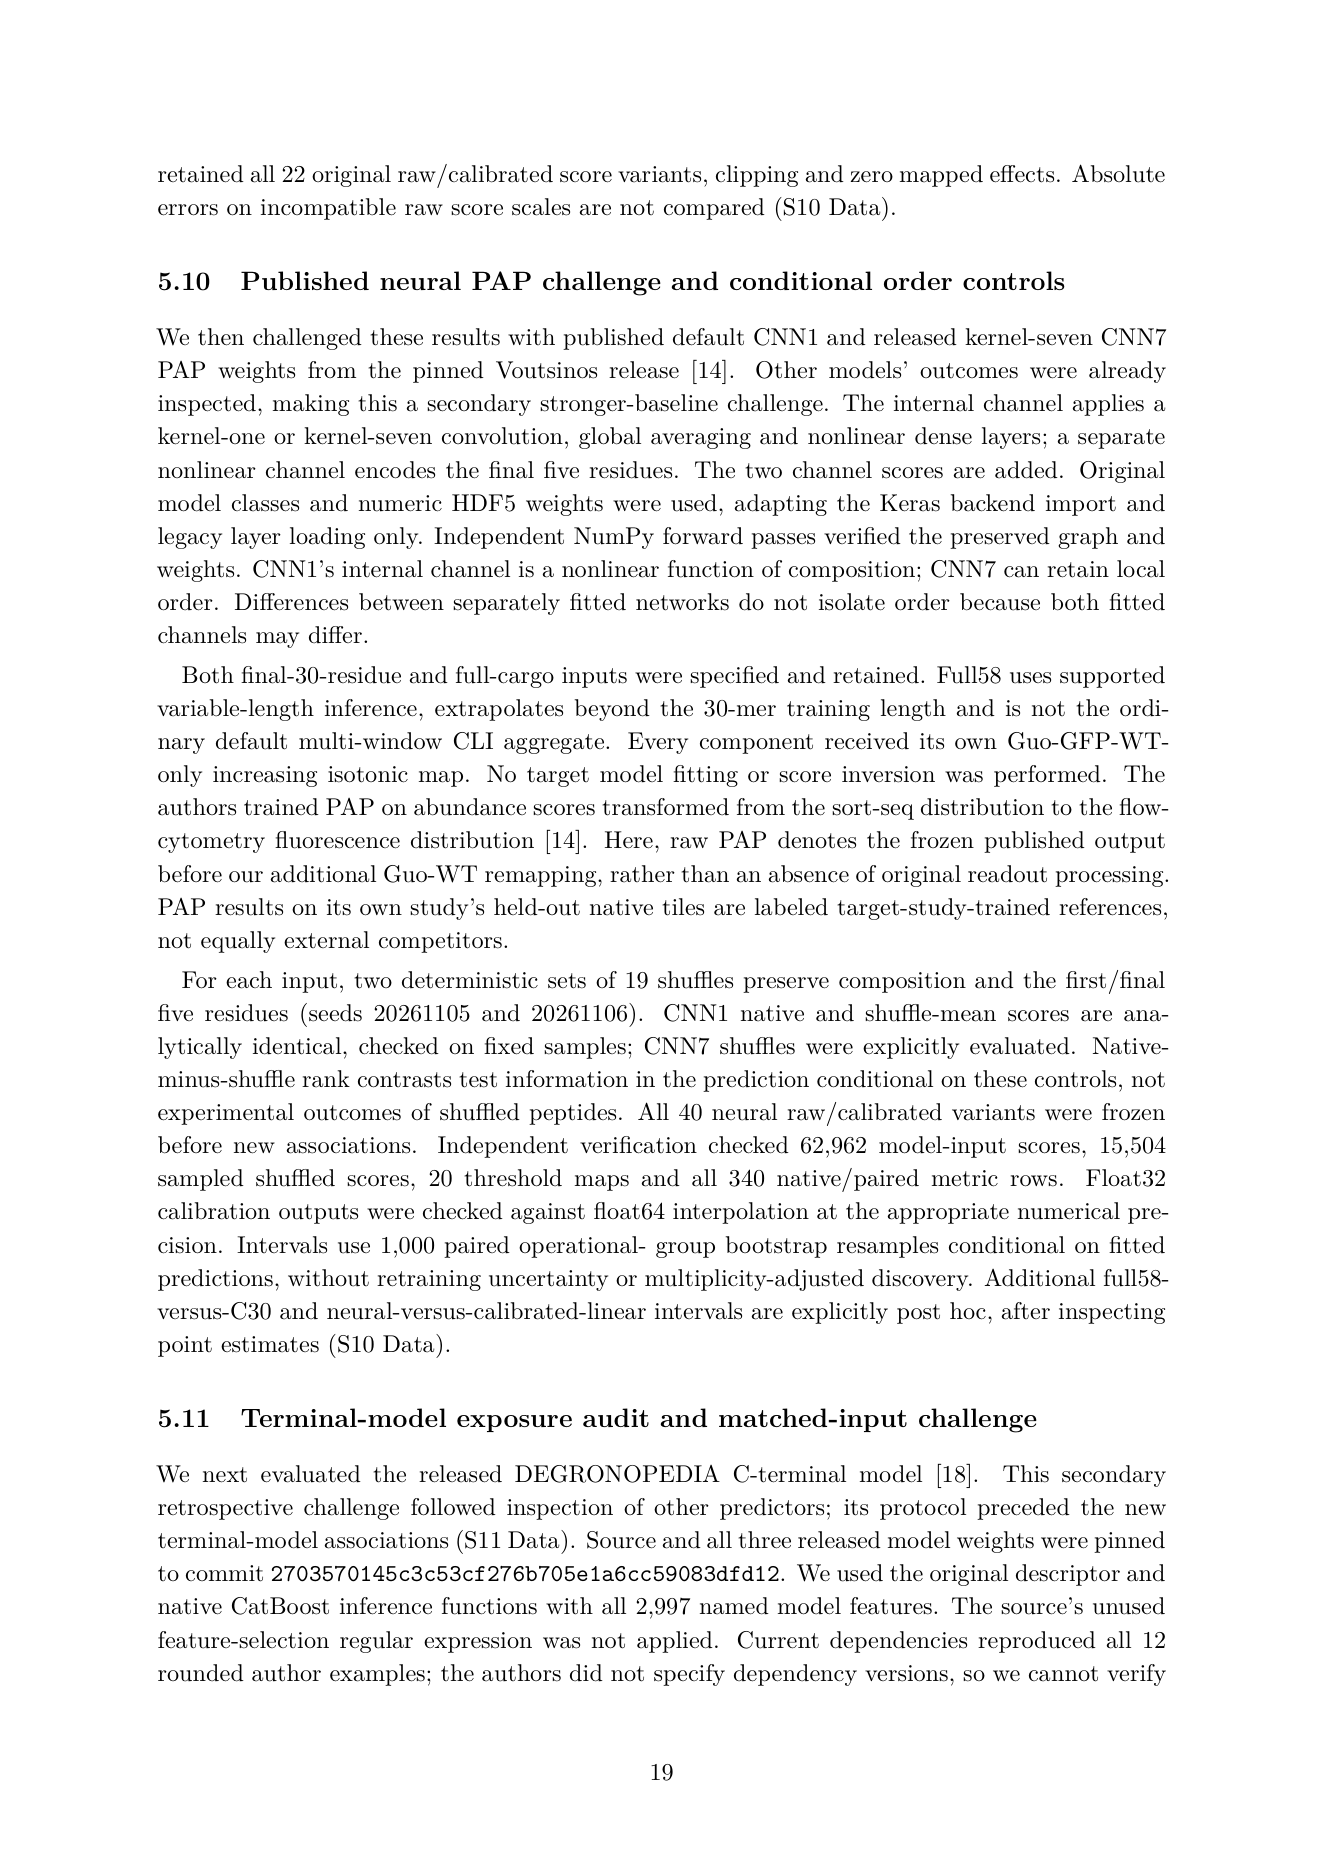 retained all 22 original raw/calibrated score variants, clipping and zero mapped effects. Absolute
errors on incompatible raw score scales are not compared (S10 Data).
5.10 Published neural PAP challenge and conditional order controls
We then challenged these results with published default CNN1 and released kernel-seven CNN7
PAP weights from the pinned Voutsinos release [14]. Other models' outcomes were already
inspected, making this a secondary stronger-baseline challenge. The internal channel applies a
kernel-one or kernel-seven convolution, global averaging and nonlinear dense layers; a separate
nonlinear channel encodes the final five residues. The two channel scores are added. Original
model classes and numeric HDF5 weights were used, adapting the Keras backend import and
legacy layer loading only. Independent NumPy forward passes verified the preserved graph and
weights. CNN1's internal channel is a nonlinear function of composition; CNN7 can retain local
order. Differences between separately fitted networks do not isolate order because both fitted
channels may differ.
Both final-30-residue and full-cargo inputs were specified and retained. Full58 uses supported
variable-length inference, extrapolates beyond the 30-mer training length and is not the ordi-
nary default multi-window CLI aggregate. Every component received its own Guo-GFP-WT-
only increasing isotonic map. No target model fitting or score inversion was performed. The
authors trained PAP on abundance scores transformed from the sort-seq distribution to the flow-
cytometry fluorescence distribution [14]. Here, raw PAP denotes the frozen published output
before our additional Guo-WT remapping, rather than an absence of original readout processing.
PAP results on its own study's held-out native tiles are labeled target-study-trained references,
not equally external competitors.
For each input, two deterministic sets of 19 shuffles preserve composition and the first/final
five residues (seeds 20261105 and 20261106). CNN1 native and shuffle-mean scores are ana-
lytically identical, checked on fixed samples; CNN7 shuffles were explicitly evaluated. Native-
minus-shuffle rank contrasts test information in the prediction conditional on these controls, not
experimental outcomes of shuffled peptides. All 40 neural raw/calibrated variants were frozen
before new associations. Independent verification checked 62,962 model-input scores, 15,504
sampled shuffled scores, 20 threshold maps and all 340 native/paired metric rows. Float32
calibration outputs were checked against float64 interpolation at the appropriate numerical pre-
cision. Intervals use 1,000 paired operational- group bootstrap resamples conditional on fitted
predictions, without retraining uncertainty or multiplicity-adjusted discovery. Additional full58-
versus-C30 and neural-versus-calibrated-linear intervals are explicitly post hoc, after inspecting
point estimates (S10 Data).
5.11 Terminal-model exposure audit and matched-input challenge
We next evaluated the released DEGRONOPEDIA C-terminal model [18]. This secondary
retrospective challenge followed inspection of other predictors; its protocol preceded the new
terminal-model associations (S11 Data). Source and all three released model weights were pinned
to commit 2703570145c3c53cf276b705e1a6cc59083dfd12. We used the original descriptor and
native CatBoost inference functions with all 2,997 named model features. The source's unused
feature-selection regular expression was not applied. Current dependencies reproduced all 12
rounded author examples; the authors did not specify dependency versions, so we cannot verify
19